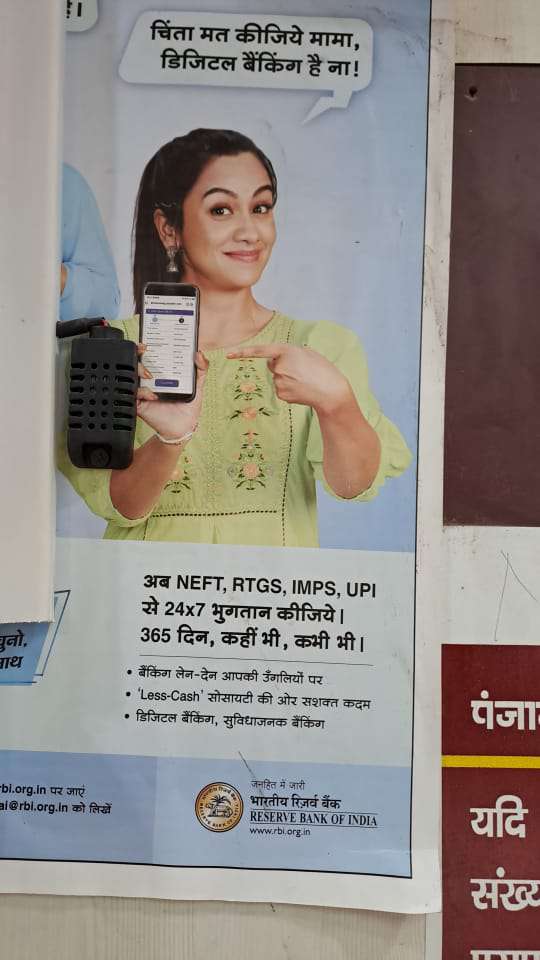 है।
चिंता मत कीजिये मामा,
डिजिटल बैंकिंग है ना!
अब NEFT, RTGS, IMPS, UPI
से 24x7 भुगतान कीजिये।
365 दिन, कहीं भी, कभी भी।
• बैंकिंग लेन-देन आपकी उँगलियों पर
• 'Less-Cash' सोसायटी की ओर सशक्त कदम
• डिजिटल बैंकिंग, सुविधाजनक बैंकिंग
rbi.org.in पर जाएं
ai@rbi.org.in को लिखें
जनहित में जारी
भारतीय रिज़र्व बैंक
RESERVE BANK OF INDIA
www.rbi.org.in
यदि